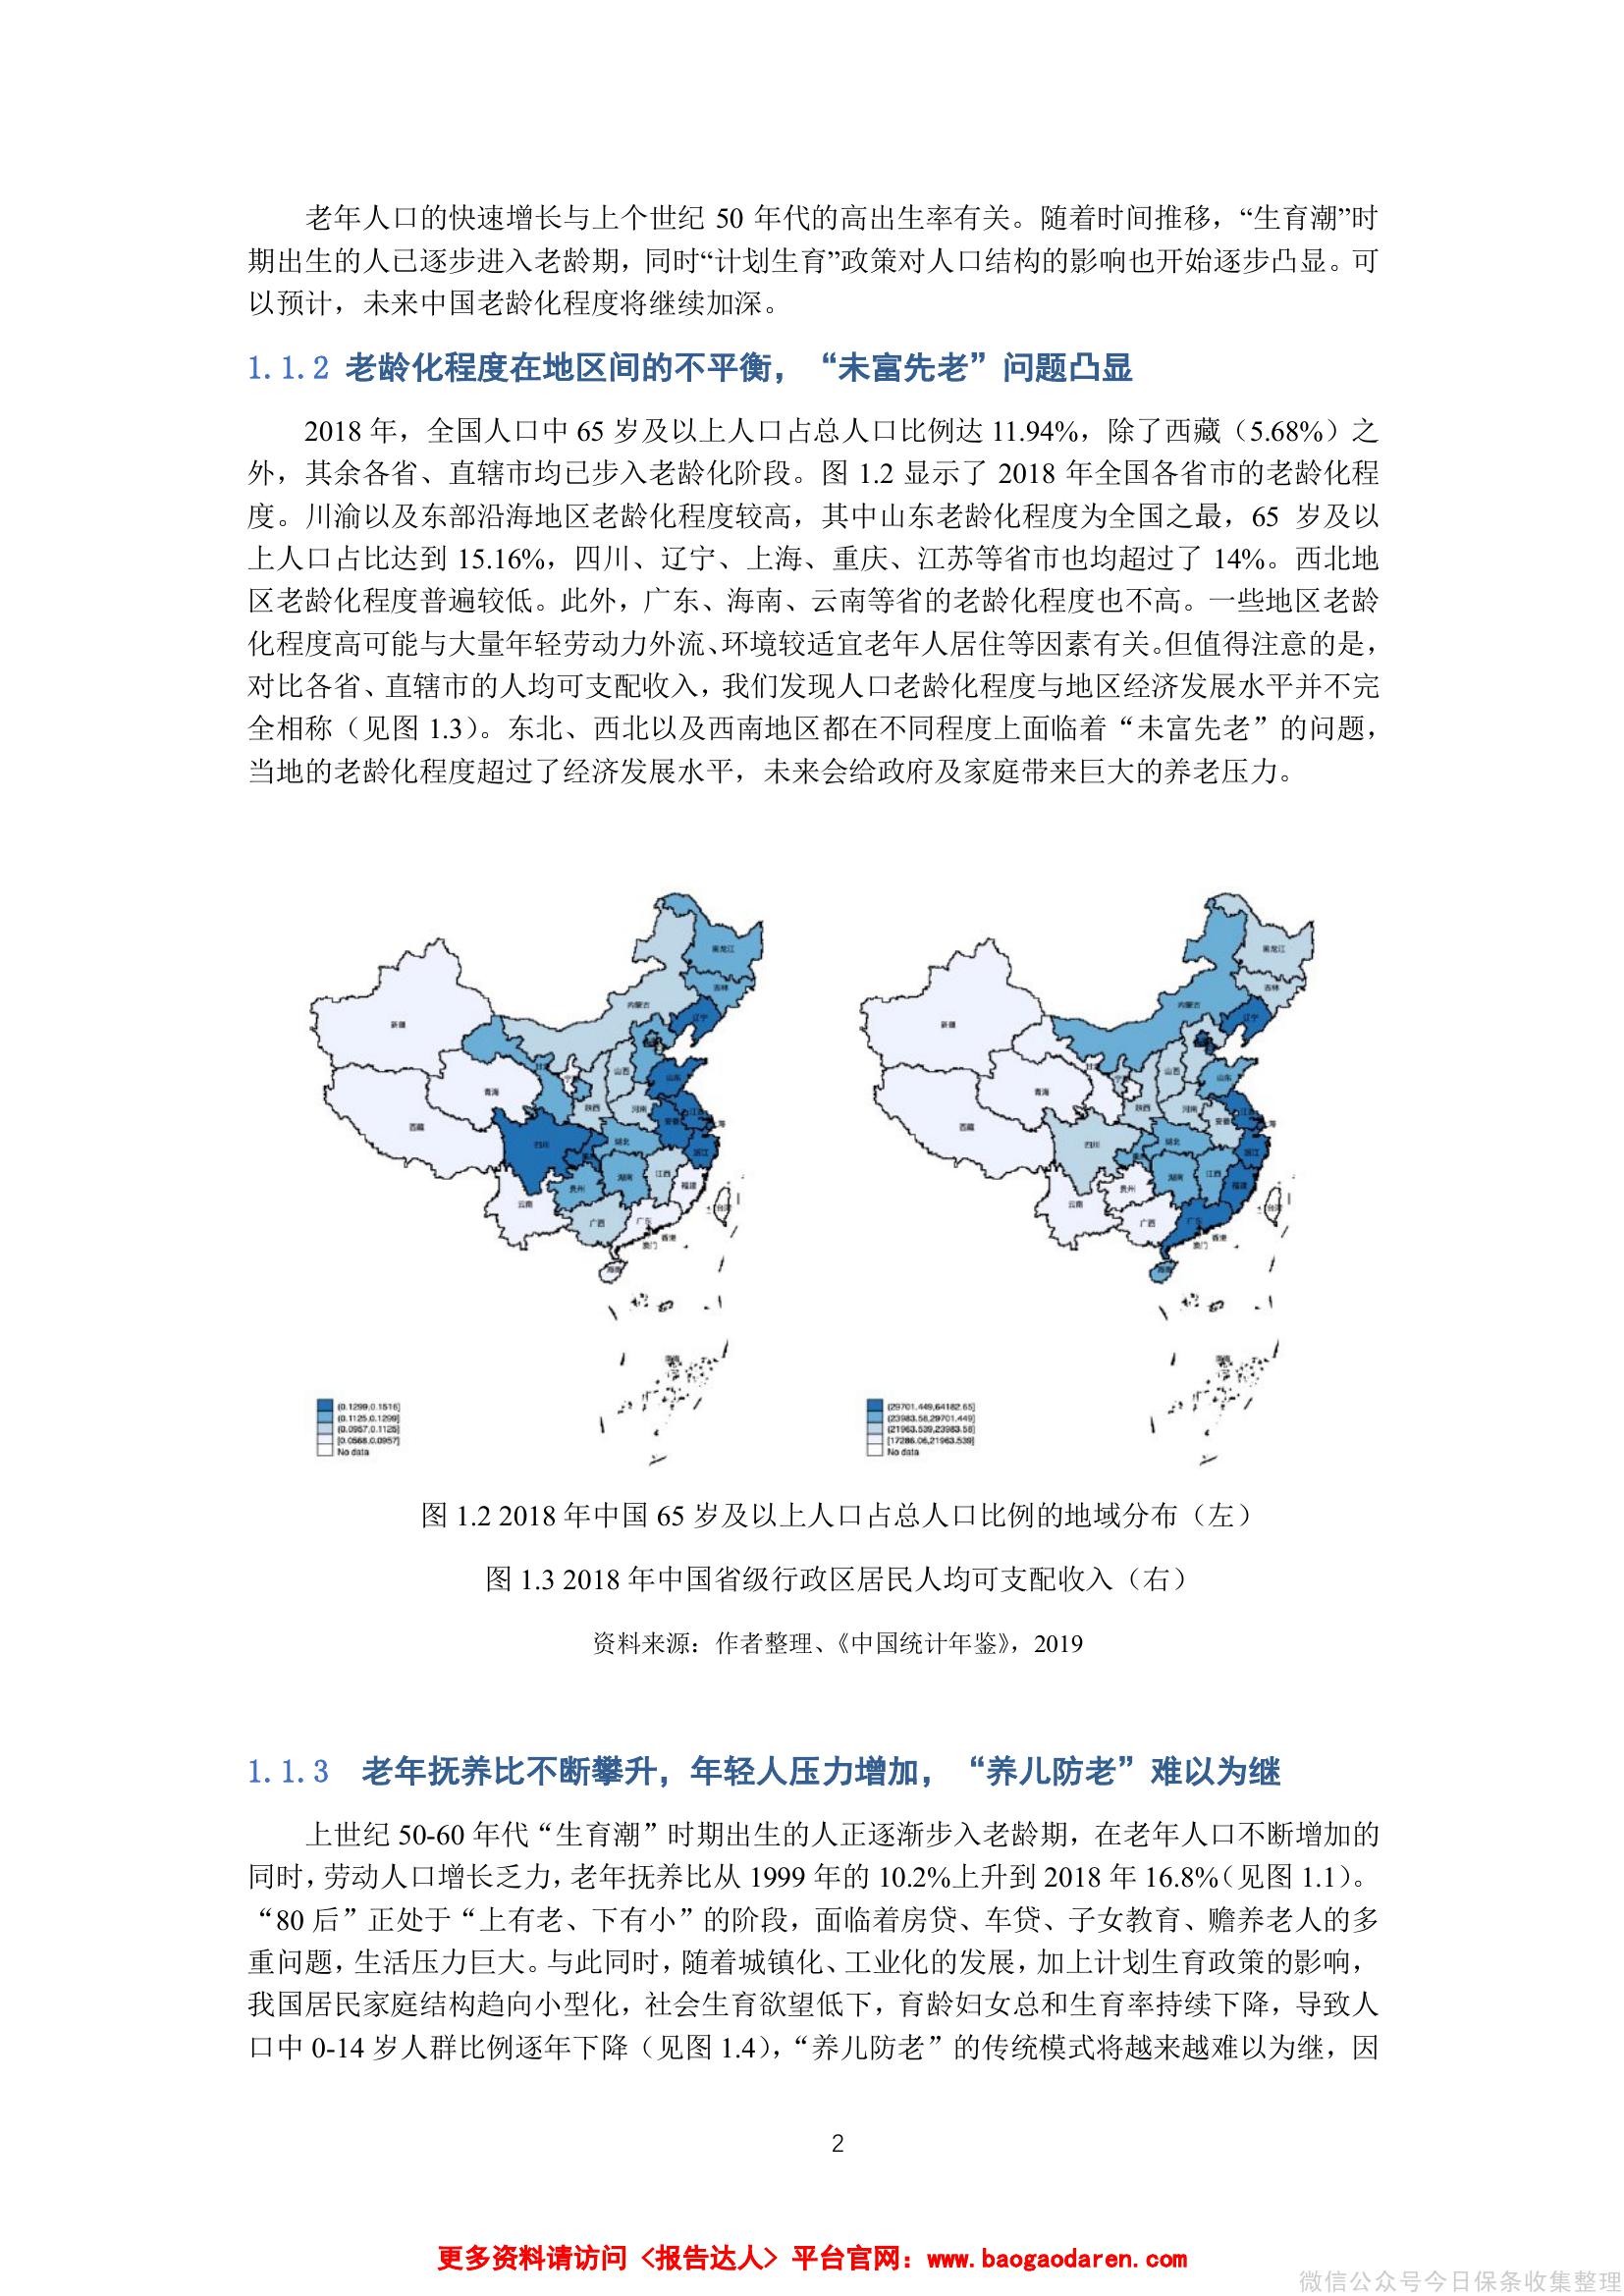 老年人口的快速增长与上个世纪 50 年代的高出生率有关。随着时间推移，“生育潮”时
期出生的人已逐步进入老龄期，同时“计划生育”政策对人口结构的影响也开始逐步凸显。可
以预计，未来中国老龄化程度将继续加深。
1.1.2 老龄化程度在地区间的不平衡，“未富先老”问题凸显
2018 年，全国人口中 65 岁及以上人口占总人口比例达 11.94%，除了西藏（5.68%）之
外，其余各省、直辖市均已步入老龄化阶段。图 1.2 显示了 2018 年全国各省市的老龄化程
度。川渝以及东部沿海地区老龄化程度较高，其中山东老龄化程度为全国之最，65 岁及以
上人口占比达到 15.16%，四川、辽宁、上海、重庆、江苏等省市也均超过了 14%。西北地
区老龄化程度普遍较低。此外，广东、海南、云南等省的老龄化程度也不高。一些地区老龄
化程度高可能与大量年轻劳动力外流、环境较适宜老年人居住等因素有关。但值得注意的是，
对比各省、直辖市的人均可支配收入，我们发现人口老龄化程度与地区经济发展水平并不完
全相称（见图 1.3）。东北、西北以及西南地区都在不同程度上面临着“未富先老”的问题，
当地的老龄化程度超过了经济发展水平，未来会给政府及家庭带来巨大的养老压力。
黑龙江
吉林
内蒙古
辽宁
新疆
山西
山东
青海
陕西
河南
西藏
四川
湖北
安徽
浙江
贵州
湖南
江西
福建
云南
广西
广东
台湾
香港
澳门
海南
(0.1299,0.1516]
(0.1125,0.1299]
(0.0957,0.1125]
[0.0568,0.0957]
No data
黑龙江
吉林
内蒙古
辽宁
新疆
山西
山东
青海
陕西
河南
西藏
四川
湖北
安徽
浙江
贵州
湖南
江西
福建
云南
广西
广东
台湾
香港
澳门
海南
(29701.449,64182.65]
(23983.58,29701.449]
(21963.539,23983.58]
[17286.06,21963.539]
No data
图 1.2 2018 年中国 65 岁及以上人口占总人口比例的地域分布（左）
图 1.3 2018 年中国省级行政区居民人均可支配收入（右）
资料来源：作者整理、《中国统计年鉴》，2019
1.1.3 老年抚养比不断攀升，年轻人压力增加，“养儿防老”难以为继
上世纪 50-60 年代“生育潮”时期出生的人正逐渐步入老龄期，在老年人口不断增加的
同时，劳动人口增长乏力，老年抚养比从 1999 年的 10.2%上升到 2018 年 16.8%（见图 1.1）。
“80 后”正处于“上有老、下有小”的阶段，面临着房贷、车贷、子女教育、赡养老人的多
重问题，生活压力巨大。与此同时，随着城镇化、工业化的发展，加上计划生育政策的影响，
我国居民家庭结构趋向小型化，社会生育欲望低下，育龄妇女总和生育率持续下降，导致人
口中 0-14 岁人群比例逐年下降（见图 1.4），“养儿防老”的传统模式将越来越难以为继，因
2
更多资料请访问《报告达人》平台官网：www.baogaodaren.com
微信公众号今日保条收集整理